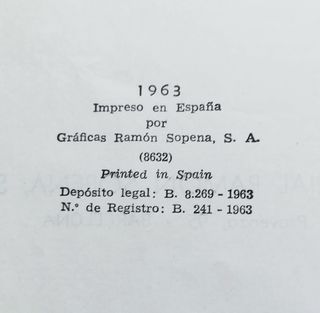 1963
Impreso en España
por
Gráficas Ramón Sopena, S. A.
(8632)
Printed in Spain
Depósito legal: B. 8.269 - 1963
N.º de Registro: B. 241 - 1963